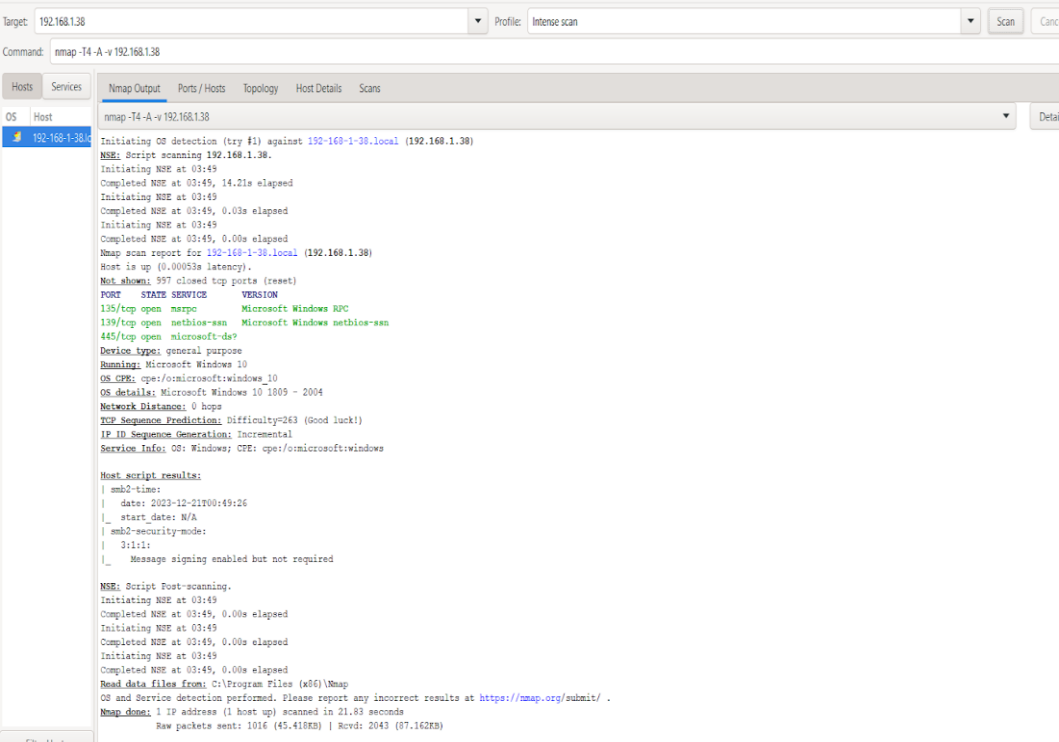 Target: 192.168.1.38 Profile: Intense scan Scan
Command: nmap -T4 -A -v 192.168.1.38
Hosts Services Nmap Output Ports / Hosts Topology Host Details Scans
OS Host nmap -T4 -A -v 192.168.1.38
Initiating OS detection (try #1) against 192-168-1-38.local (192.168.1.38)
NSE: Script scanning 192.168.1.38.
Initiating NSE at 03:49
Completed NSE at 03:49, 14.21s elapsed
Initiating NSE at 03:49
Completed NSE at 03:49, 0.03s elapsed
Initiating NSE at 03:49
Completed NSE at 03:49, 0.00s elapsed
Nmap scan report for 192-168-1-38.local (192.168.1.38)
Host is up (0.00053s latency).
Not shown: 997 closed tcp ports (reset)
PORT STATE SERVICE VERSION
135/tcp open msrpc Microsoft Windows RPC
139/tcp open netbios-ssn Microsoft Windows netbios-ssn
445/tcp open microsoft-ds?
Device type: general purpose
Running: Microsoft Windows 10
OS CPE: cpe:/o:microsoft:windows_10
OS details: Microsoft Windows 10 1809 - 2004
Network Distance: 0 hops
TCP Sequence Prediction: Difficulty=263 (Good luck!)
IP ID Sequence Generation: Incremental
Service Info: OS: Windows; CPE: cpe:/o:microsoft:windows
Host script results:
| smb2-time:
|   date: 2023-12-21T00:49:26
|_  start_date: N/A
| smb2-security-mode:
|   3:1:1:
|_    Message signing enabled but not required
NSE: Script Post-scanning.
Initiating NSE at 03:49
Completed NSE at 03:49, 0.00s elapsed
Initiating NSE at 03:49
Completed NSE at 03:49, 0.00s elapsed
Initiating NSE at 03:49
Completed NSE at 03:49, 0.00s elapsed
Read data files from: C:\Program Files (x86)\Nmap
OS and Service detection performed. Please report any incorrect results at https://nmap.org/submit/ .
Nmap done: 1 IP address (1 host up) scanned in 21.83 seconds
Raw packets sent: 1016 (45.418KB) | Rcvd: 2043 (87.162KB)